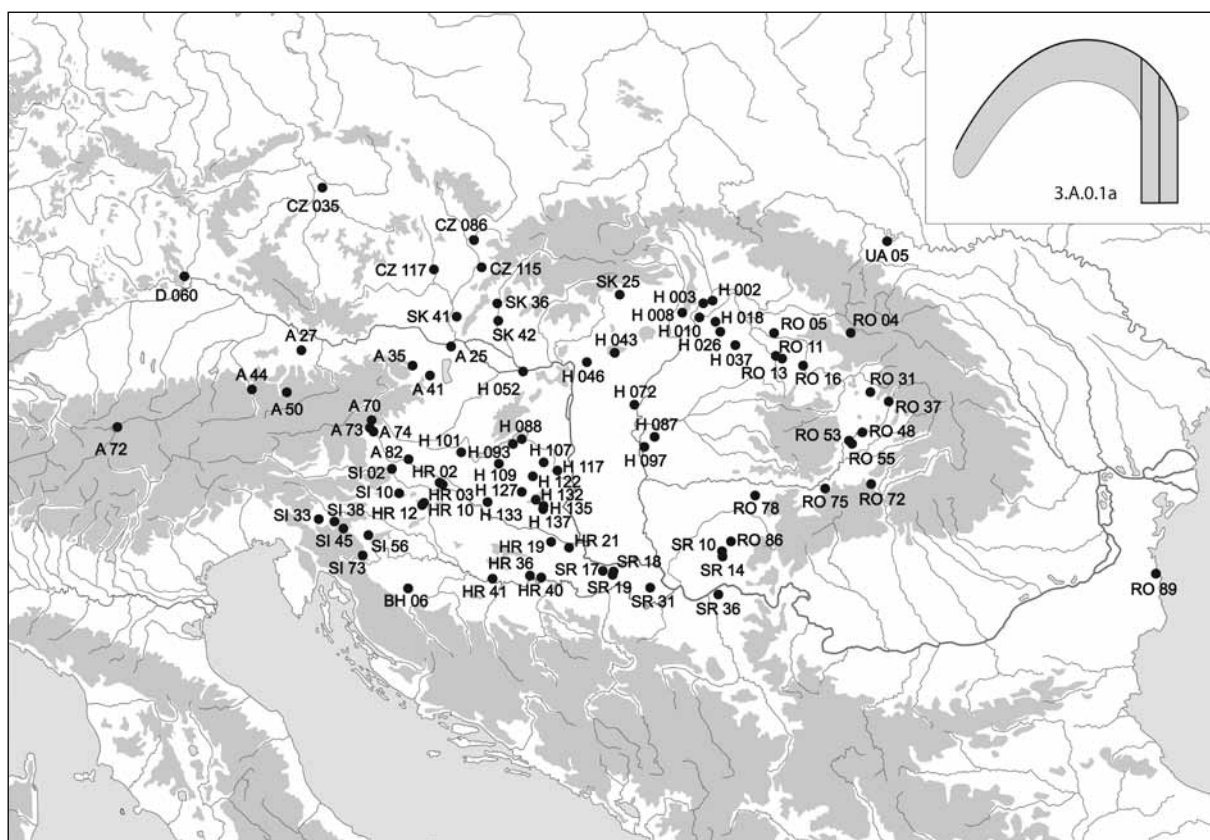 3.A.0.1a
CZ 035
CZ 086
UA 05
CZ 117
CZ 115
D 060
SK 25
H 002
H 003
SK 36
H 008
H 018
SK 41
SK 42
H 010
RO 05
RO 04
A 27
H 026
H 043
RO 11
A 35
A 25
H 037
RO 13
A 41
H 052
H 046
RO 16
A 44
RO 31
A 50
H 072
RO 37
A 70
H 088
H 087
RO 48
A 73
A 74
H 101
H 093
RO 53
A 72
H 107
H 097
RO 55
A 82
H 109
H 117
SI 02
HR 02
H 122
SI 10
HR 03
H 127
H 132
RO 75
RO 72
HR 12
HR 10
H 133
H 135
RO 78
SI 33
SI 38
H 137
SI 45
SI 56
HR 19
HR 21
SR 10
RO 86
SI 73
HR 36
SR 17
SR 18
SR 14
BH 06
HR 41
HR 40
SR 19
SR 31
SR 36
RO 89